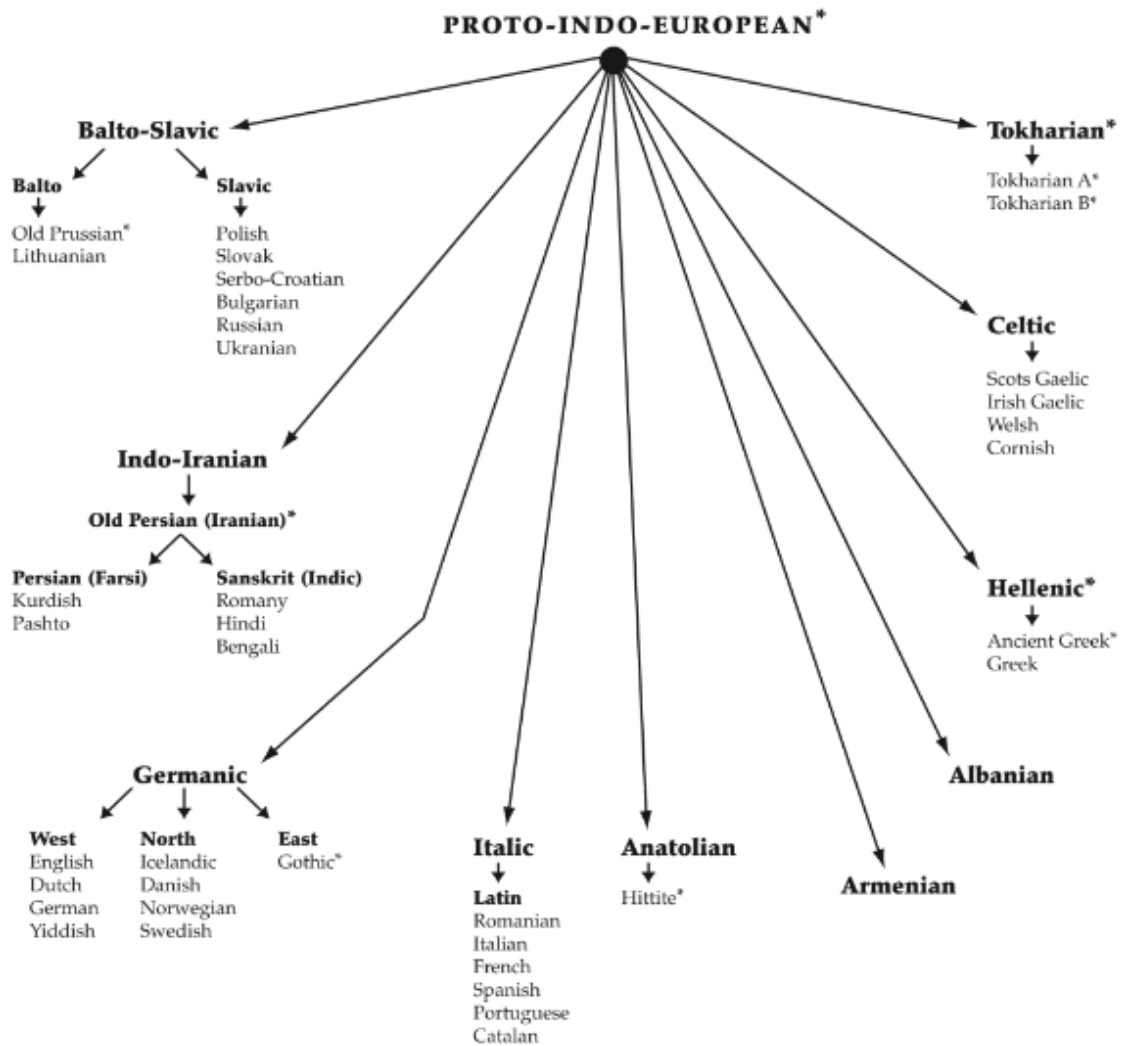 PROTO-INDO-EUROPEAN*
Balto-Slavic
Balto
Old Prussian*
Lithuanian
Slavic
Polish
Slovak
Serbo-Croatian
Bulgarian
Russian
Ukranian
Indo-Iranian
Old Persian (Iranian)*
Persian (Farsi)
Kurdish
Pashto
Sanskrit (Indic)
Romany
Hindi
Bengali
Germanic
West
English
Dutch
German
Yiddish
North
Icelandic
Danish
Norwegian
Swedish
East
Gothic*
Italic
Latin
Romanian
Italian
French
Spanish
Portuguese
Catalan
Anatolian
Hittite*
Armenian
Albanian
Hellenic*
Ancient Greek*
Greek
Celtic
Scots Gaelic
Irish Gaelic
Welsh
Cornish
Tokharian*
Tokharian A*
Tokharian B*